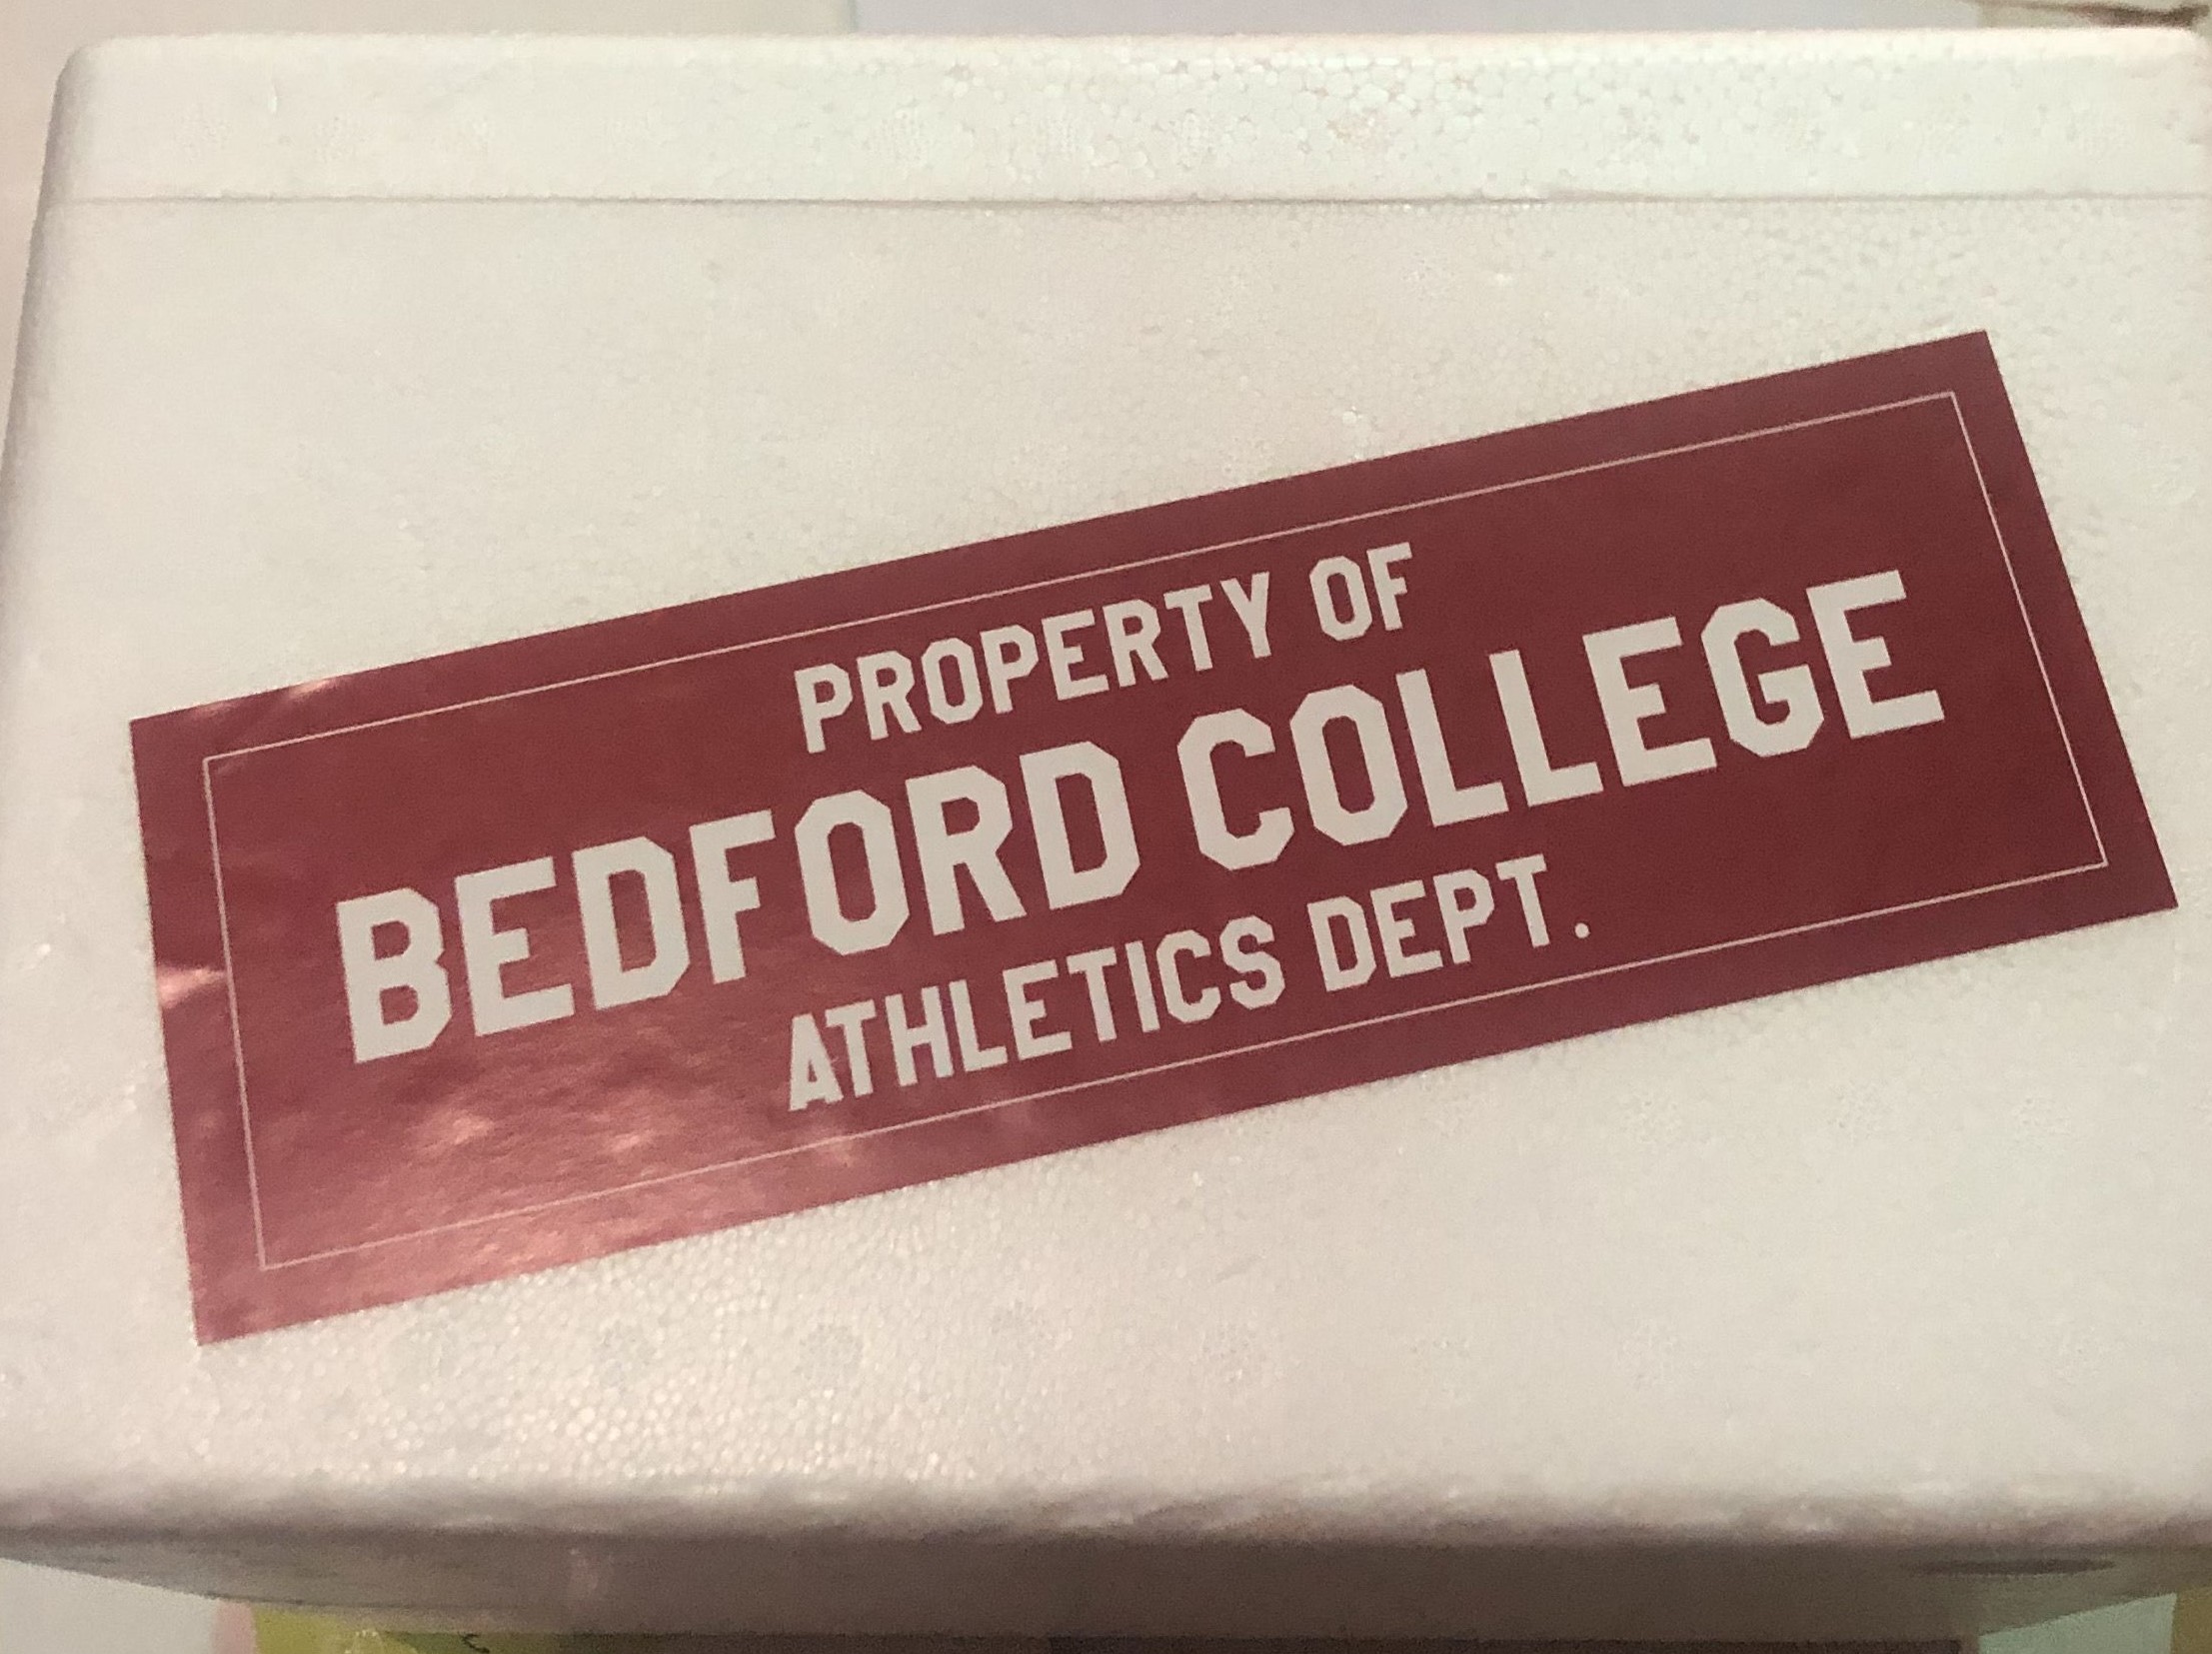 PROPERTY OF
BEDFORD COLLEGE
ATHLETICS DEPT.